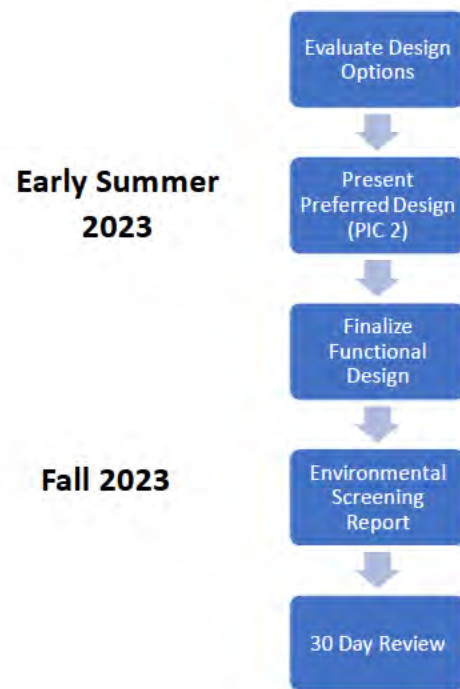 Evaluate Design
Options
Early Summer
2023
Present
Preferred Design
(PIC 2)
Finalize
Functional
Design
Fall 2023
Environmental
Screening
Report
30 Day Review